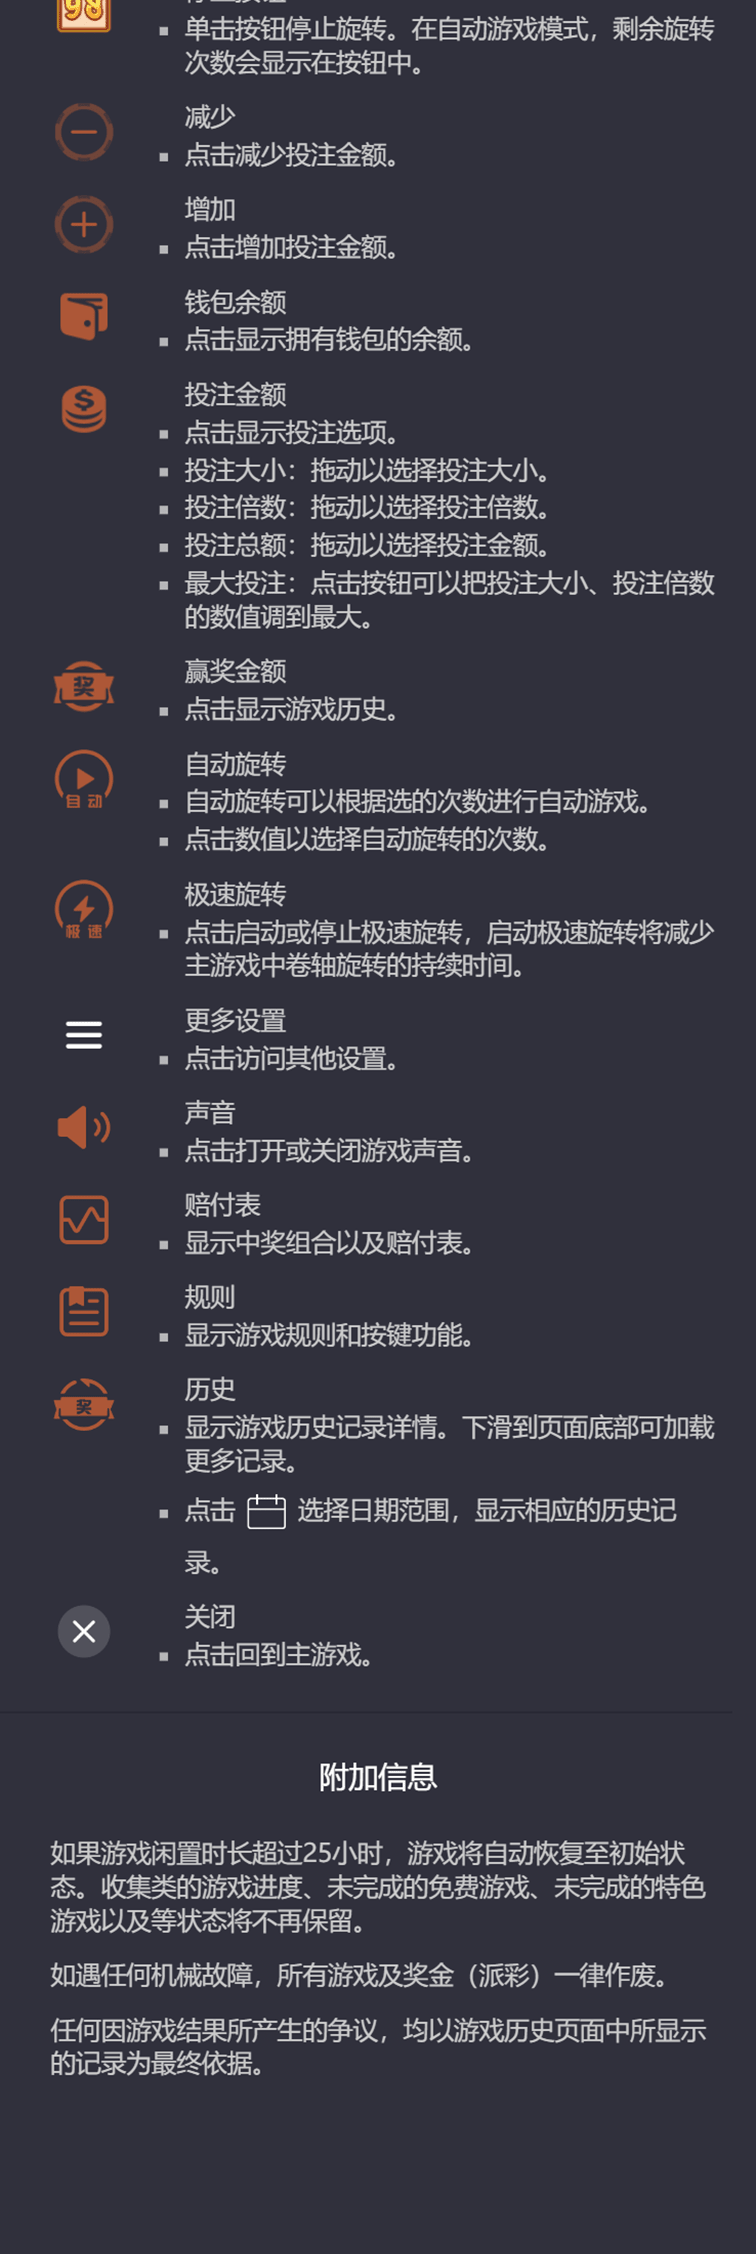 98
单击按钮停止旋转。在自动游戏模式，剩余旋转
次数会显示在按钮中。
减少
点击减少投注金额。
增加
点击增加投注金额。
钱包余额
点击显示拥有钱包的余额。
投注金额
点击显示投注选项。
投注大小：拖动以选择投注大小。
投注倍数：拖动以选择投注倍数。
投注总额：拖动以选择投注金额。
最大投注：点击按钮可以把投注大小、投注倍数
的数值调到最大。
奖
赢奖金额
点击显示游戏历史。
自动旋转
自动
自动旋转可以根据选的次数进行自动游戏。
点击数值以选择自动旋转的次数。
极速旋转
极速
点击启动或停止极速旋转，启动极速旋转将减少
主游戏中卷轴旋转的持续时间。
更多设置
点击访问其他设置。
声音
点击打开或关闭游戏声音。
赔付表
显示中奖组合以及赔付表。
规则
显示游戏规则和按键功能。
历史
奖
显示游戏历史记录详情。下滑到页面底部可加载
更多记录。
点击 选择日期范围，显示相应的历史记
录。
关闭
点击回到主游戏。
附加信息
如果游戏闲置时长超过25小时，游戏将自动恢复至初始状
态。收集类的游戏进度、未完成的免费游戏、未完成的特色
游戏以及等状态将不再保留。
如遇任何机械故障，所有游戏及奖金（派彩）一律作废。
任何因游戏结果所产生的争议，均以游戏历史页面中所显示
的记录为最终依据。